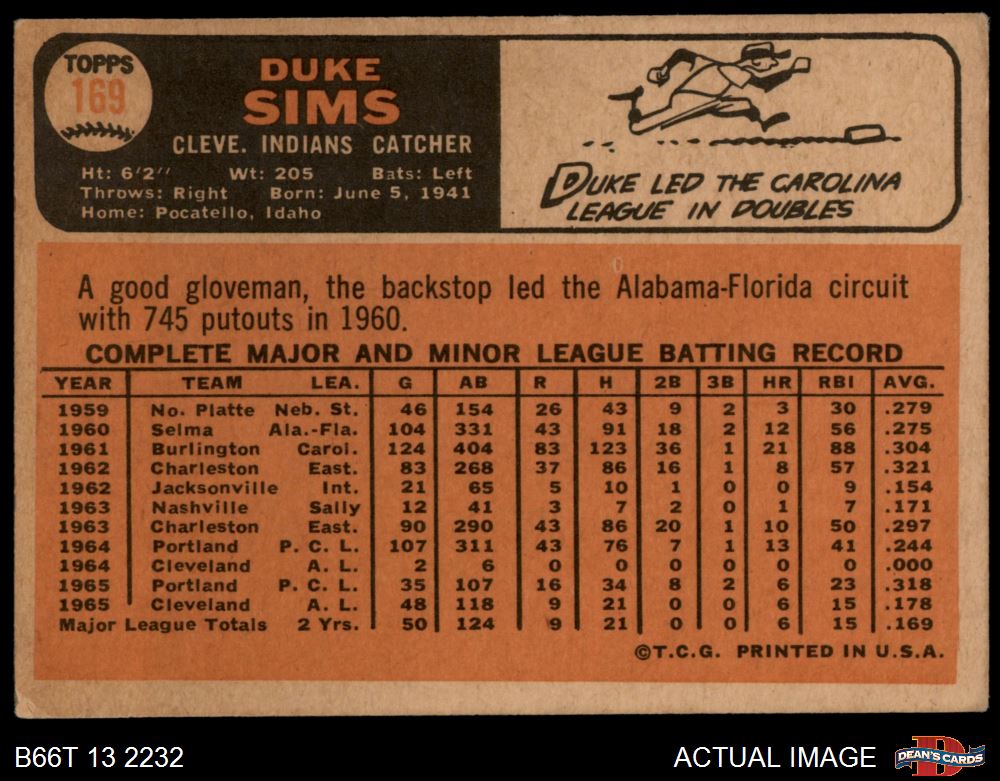 TOPPS
169
DUKE
SIMS
CLEVE. INDIANS CATCHER
Ht: 6'2" Wt: 205 Bats: Left
Throws: Right Born: June 5, 1941
Home: Pocatello, Idaho
DUKE LED THE CAROLINA
LEAGUE IN DOUBLES
A good gloveman, the backstop led the Alabama-Florida circuit
with 745 putouts in 1960.
COMPLETE MAJOR AND MINOR LEAGUE BATTING RECORD
YEAR TEAM LEA. G AB R H 2B 3B HR RBI AVG.
1959 No. Platte Neb. St. 46 154 26 43 9 2 3 30 .279
1960 Selma Ala.-Fla. 104 331 43 91 18 2 12 56 .275
1961 Burlington Carol. 124 404 83 123 36 1 21 88 .304
1962 Charleston East. 83 268 37 86 16 1 8 57 .321
1962 Jacksonville Int. 21 65 5 10 1 0 0 9 .154
1963 Nashville Sally 12 41 3 7 2 0 1 7 .171
1963 Charleston East. 90 290 43 86 20 1 10 50 .297
1964 Portland P. C. L. 107 311 43 76 7 1 13 41 .244
1964 Cleveland A. L. 2 6 0 0 0 0 0 0 .000
1965 Portland P. C. L. 35 107 16 34 8 2 6 23 .318
1965 Cleveland A. L. 48 118 9 21 0 0 6 15 .178
Major League Totals 2 Yrs. 50 124 9 21 0 0 6 15 .169
©T.C.G. PRINTED IN U.S.A.
B66T 13 2232
ACTUAL IMAGE
D
DEAN'S CARDS